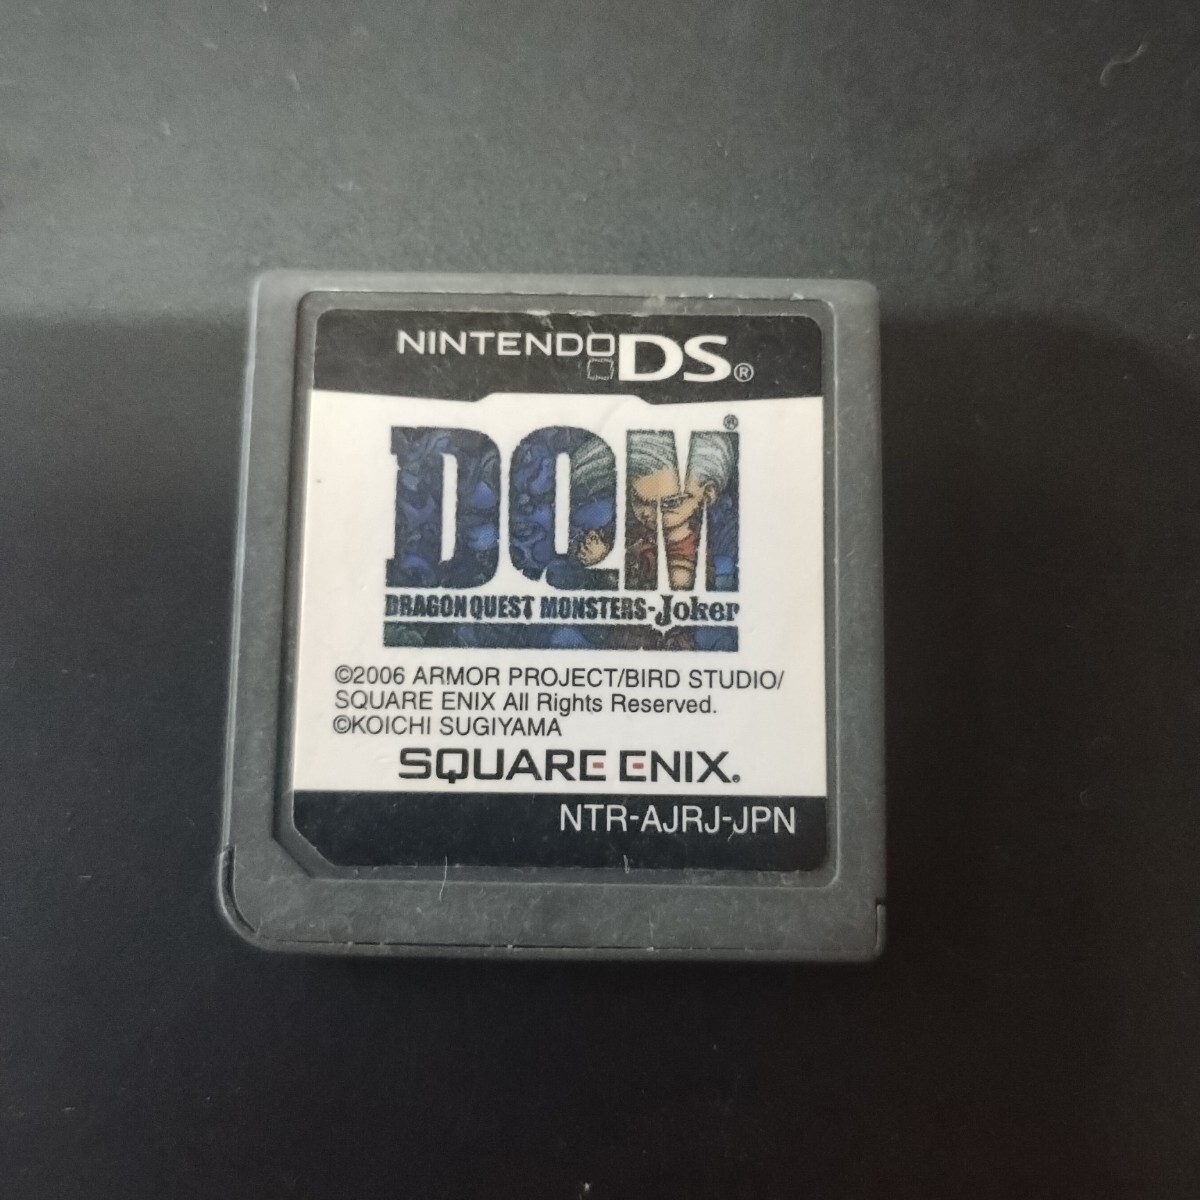 NINTENDO DS®
DQM®
DRAGON QUEST MONSTERS-Joker
©2006 ARMOR PROJECT/BIRD STUDIO/
SQUARE ENIX All Rights Reserved.
©KOICHI SUGIYAMA
SQUARE ENIX.
NTR-AJRJ-JPN